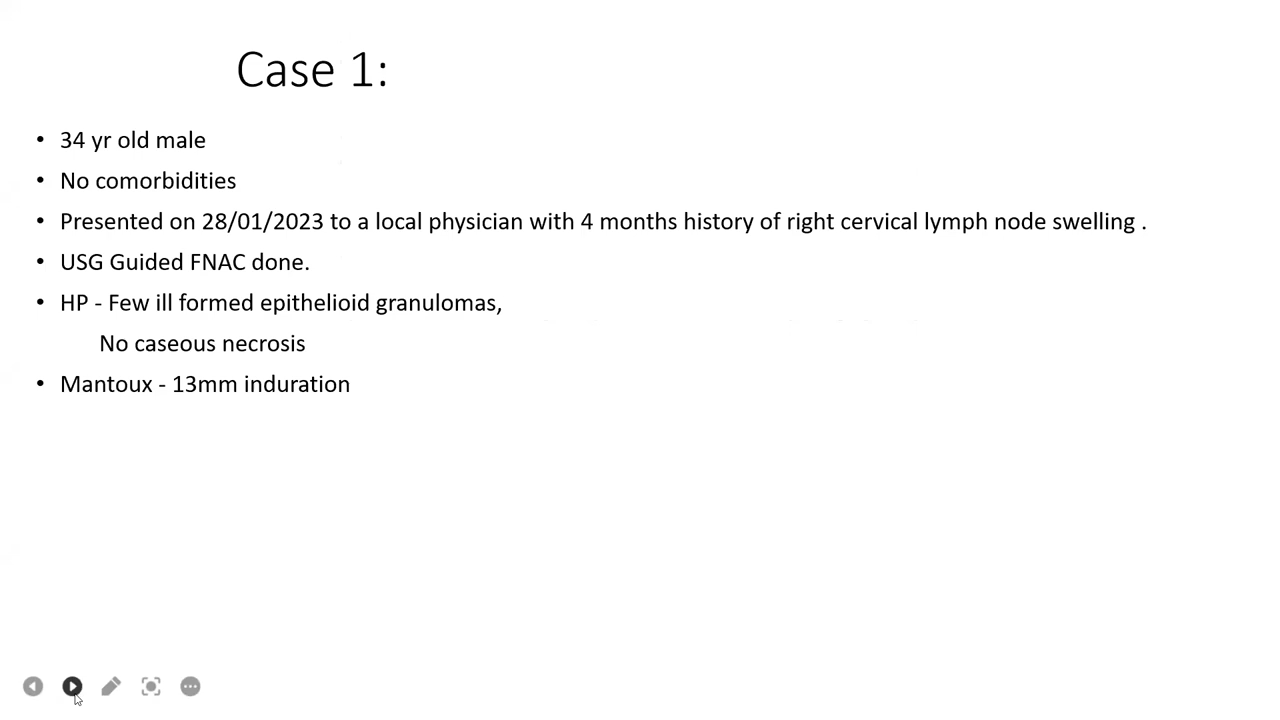 Case 1:
• 34 yr old male
• No comorbidities
• Presented on 28/01/2023 to a local physician with 4 months history of right cervical lymph node swelling .
• USG Guided FNAC done.
• HP - Few ill formed epithelioid granulomas,
No caseous necrosis
• Mantoux - 13mm induration